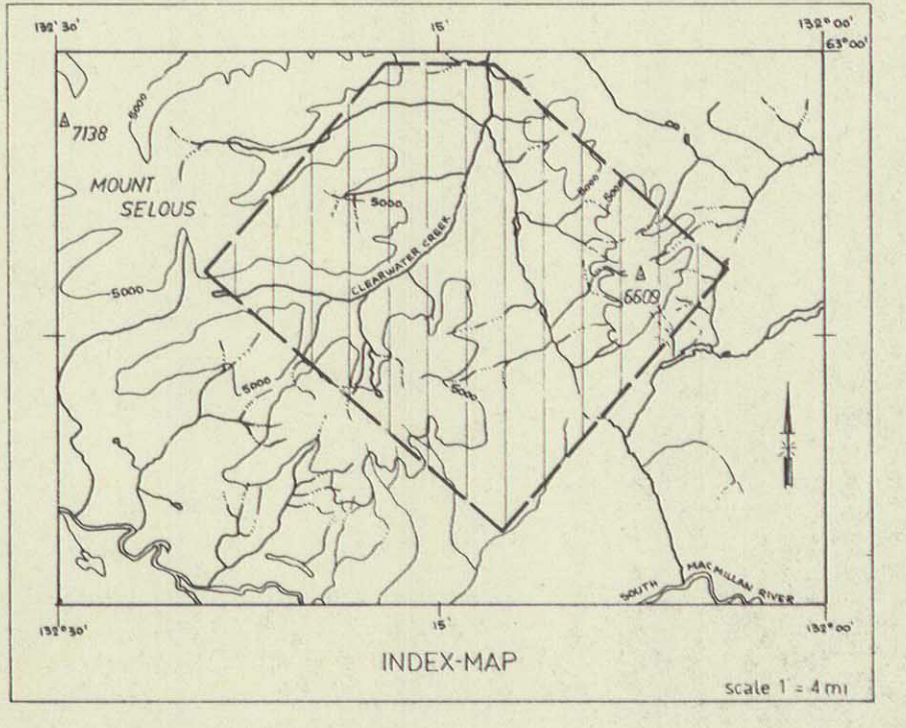 132° 30'
15'
132° 00'
63° 00'
5000
7138
MOUNT
SELOUS
5000
5000
5000
CLEARWATER CREEK
5000
6609
5000
5000
SOUTH MACMILLAN RIVER
132° 30'
15'
132° 00'
INDEX-MAP
scale 1" = 4 mi